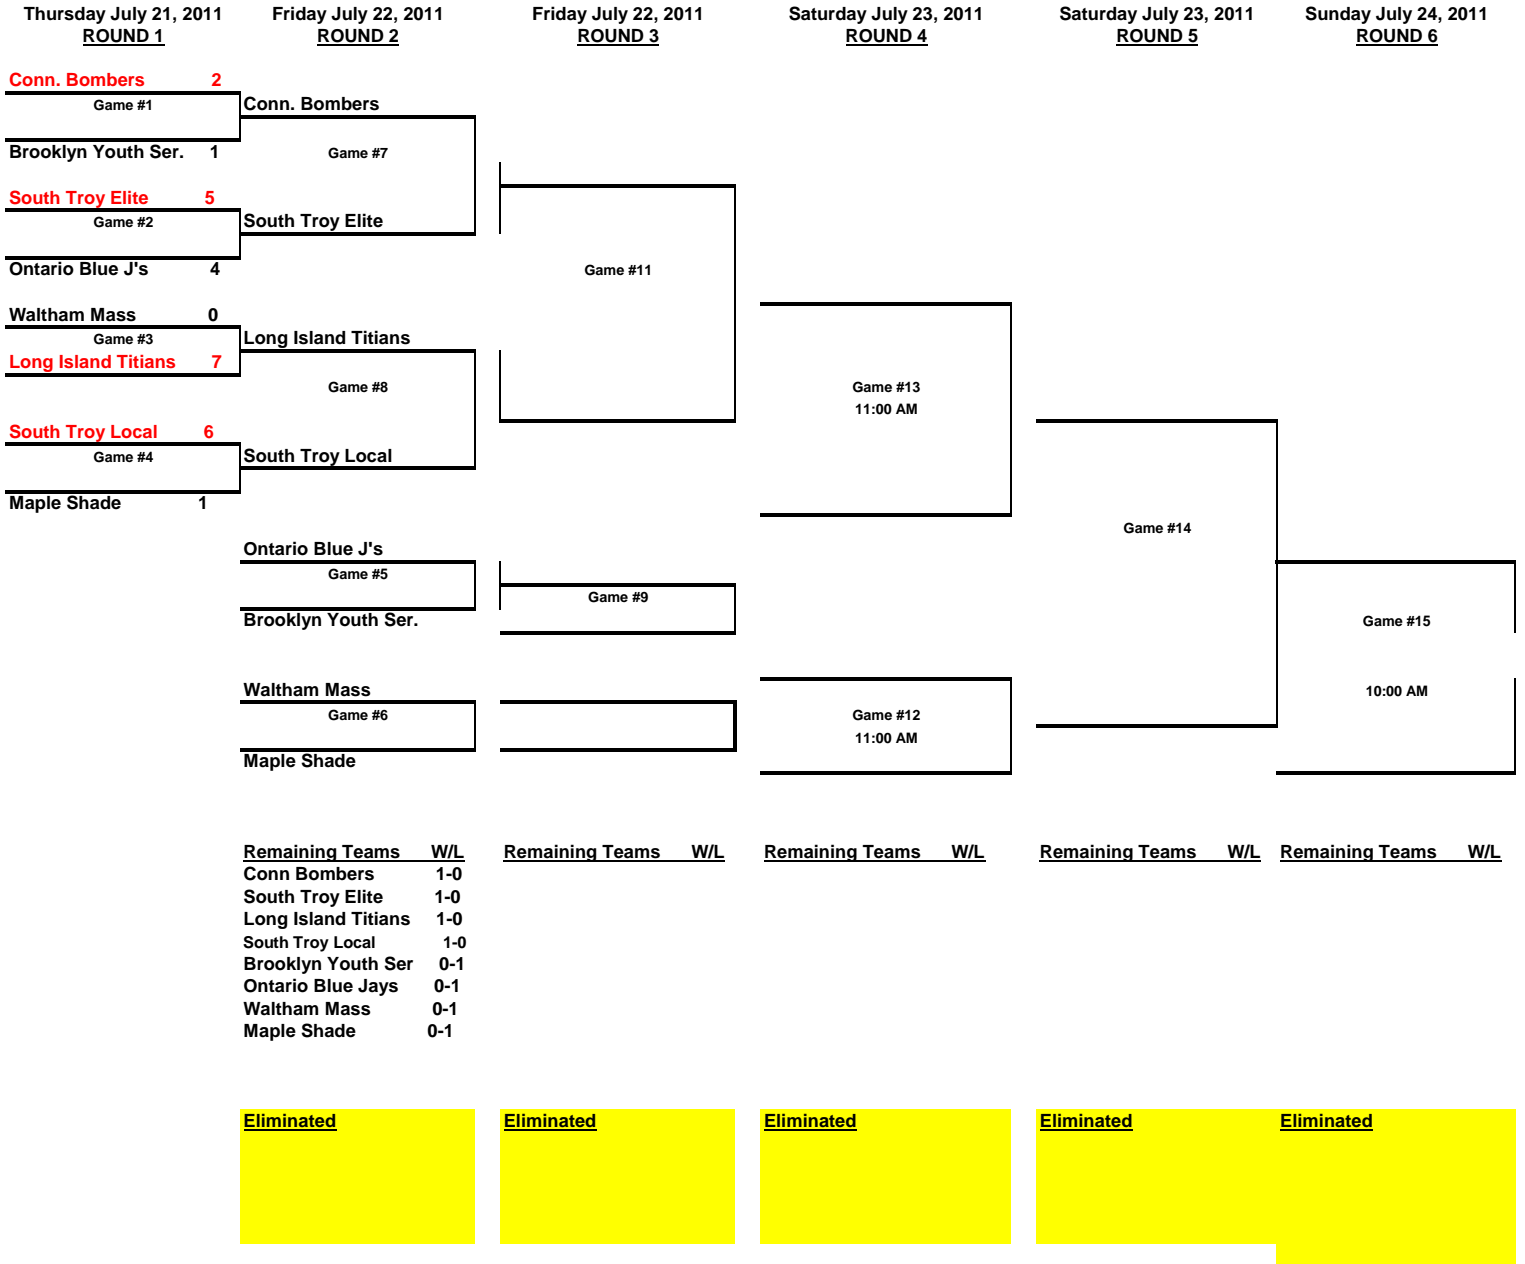 Thursday July 21, 2011 Friday July 22, 2011 Friday July 22, 2011 Saturday July 23, 2011 Saturday July 23, 2011 Sunday July 24, 2011
ROUND 1 ROUND 2 ROUND 3 ROUND 4 ROUND 5 ROUND 6
Conn. Bombers 2
Game #1 Conn. Bombers
Brooklyn Youth Ser. 1 Game #7
South Troy Elite 5
Game #2 South Troy Elite
Ontario Blue J's 4 Game #11
Waltham Mass 0
Game #3 Long Island Titians
Long Island Titians 7
Game #8 Game #13
11:00 AM
South Troy Local 6
Game #4 South Troy Local
Maple Shade 1
Game #14
Ontario Blue J's
Game #5
Game #9
Brooklyn Youth Ser. Game #15
Waltham Mass 10:00 AM
Game #6 Game #12
11:00 AM
Maple Shade
Remaining Teams W/L Remaining Teams W/L Remaining Teams W/L Remaining Teams W/L Remaining Teams W/L
Conn Bombers 1-0
South Troy Elite 1-0
Long Island Titians 1-0
South Troy Local 1-0
Brooklyn Youth Ser 0-1
Ontario Blue Jays 0-1
Waltham Mass 0-1
Maple Shade 0-1
Eliminated Eliminated Eliminated Eliminated Eliminated